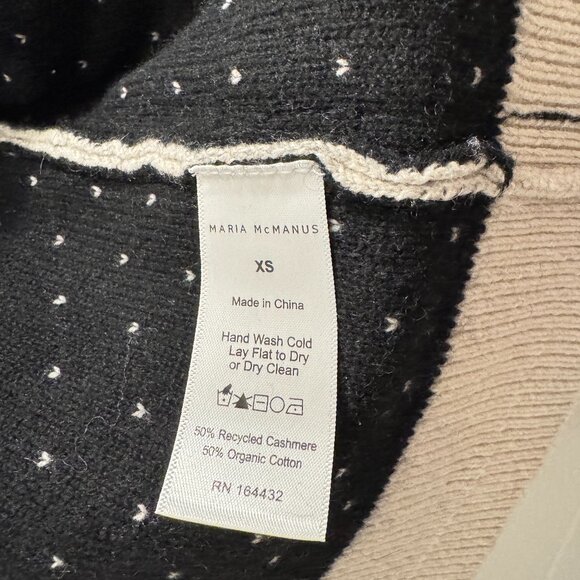 MARIA McMANUS
XS
Made in China
Hand Wash Cold
Lay Flat to Dry
or Dry Clean
50% Recycled Cashmere
50% Organic Cotton
RN 164432